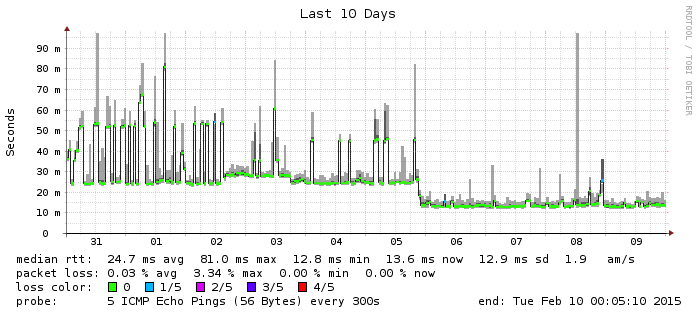 Last 10 Days
RRDTOOL / TOBI OETIKER
Seconds
90 m
80 m
70 m
60 m
50 m
40 m
30 m
20 m
10 m
0
31 01 02 03 04 05 06 07 08 09
median rtt: 24.7 ms avg 81.0 ms max 12.8 ms min 13.6 ms now 12.9 ms sd 1.9 am/s
packet loss: 0.03 % avg 3.34 % max 0.00 % min 0.00 % now
loss color: 0 1/5 2/5 3/5 4/5
probe: 5 ICMP Echo Pings (56 Bytes) every 300s end: Tue Feb 10 00:05:10 2015